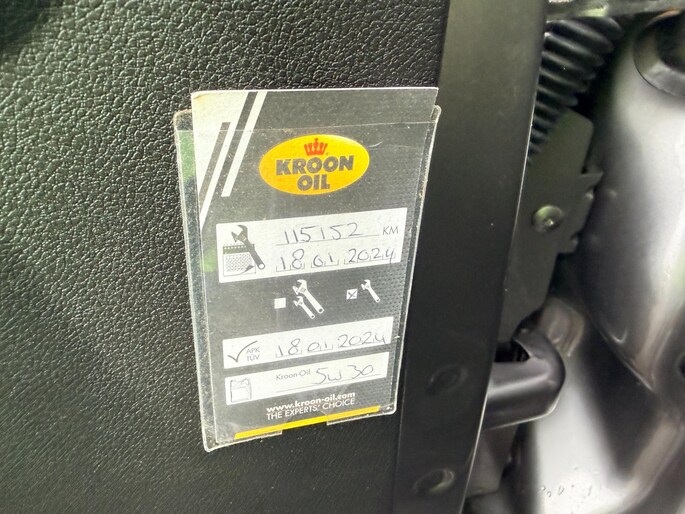 KROON
OIL
115152 KM
18.01.2024
APK
TÜV
18.01.2024
Kroon-Oil 5W30
www.kroon-oil.com
THE EXPERTS' CHOICE